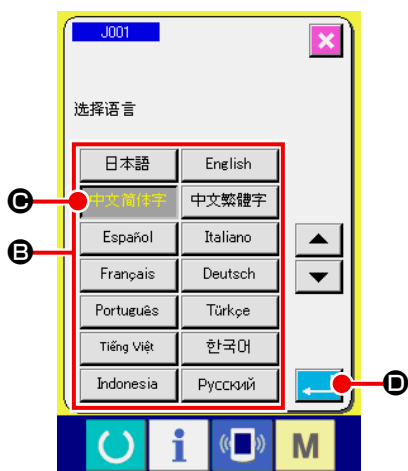 J001
选择语言
日本語 English
中文简体字 中文繁體字
Español Italiano
Français Deutsch
Português Türkçe
Tiếng Việt 한국어
Indonesia Русский
B
C
D
i
M